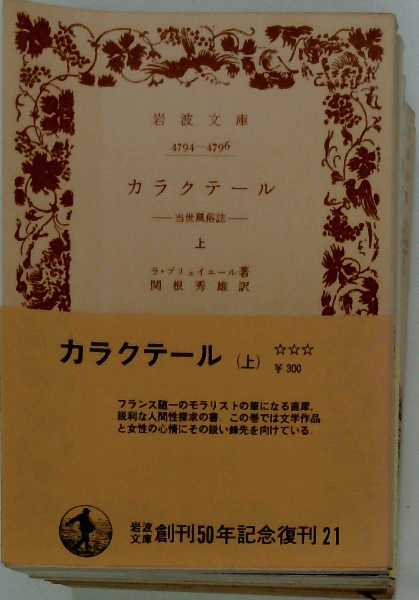 岩波文庫
4794—4796
カラクテール
—当世風俗誌—
上
ラ・ブリュイエール著
関根秀雄訳
カラクテール (上) ☆☆☆
¥300
フランス随一のモラリストの筆になる直犀,
鋭利な人間性探求の書. この巻では文学作品
と女性の心情にその鋭い鋒先を向けている.
岩波文庫 創刊50年記念復刊 21